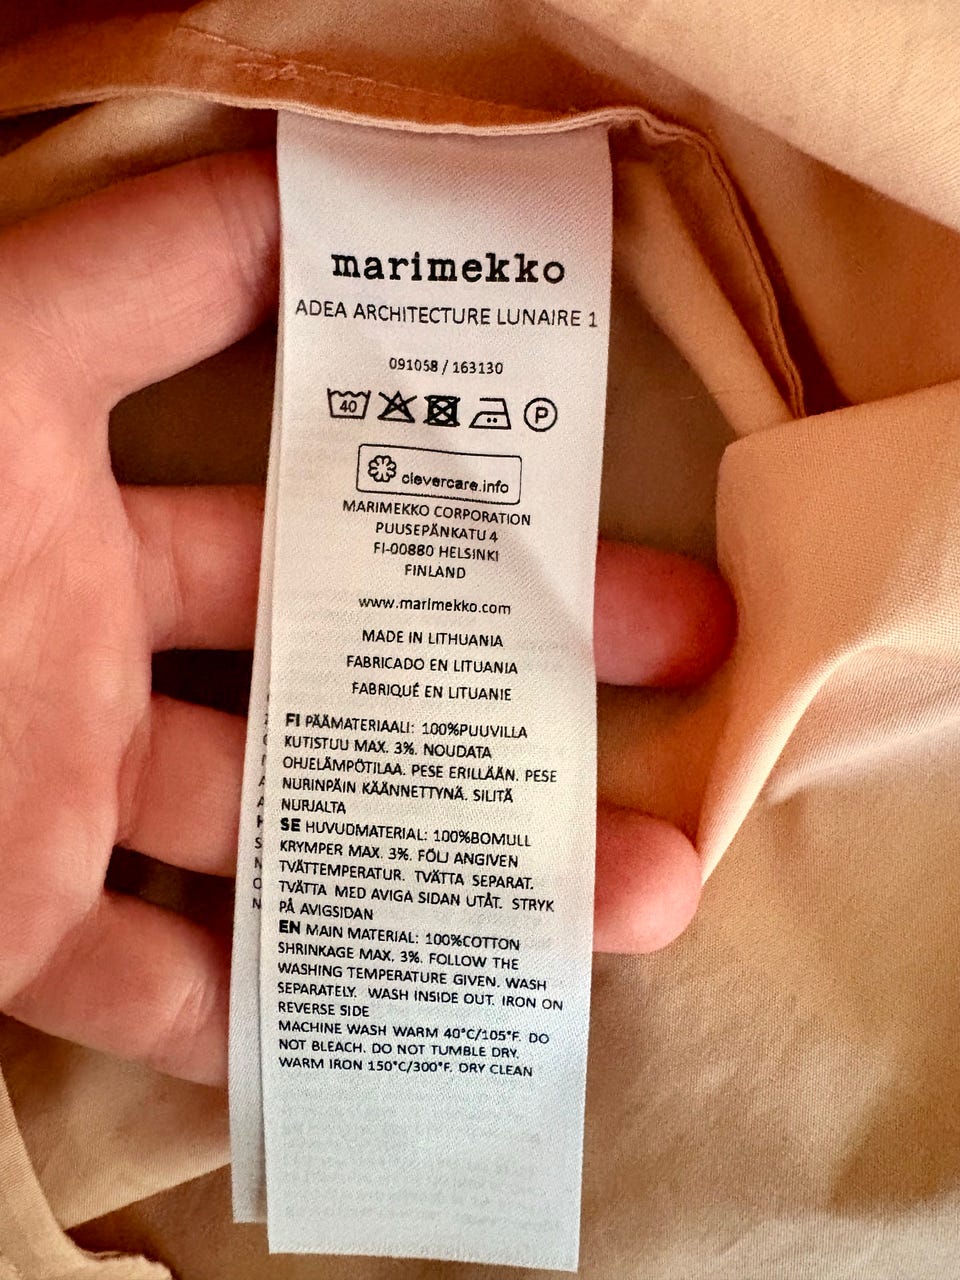 marimekko
ADEA ARCHITECTURE LUNAIRE 1
091058 / 163130
40 P
clevercare.info
MARIMEKKO CORPORATION
PUUSEPÄNKATU 4
FI-00880 HELSINKI
FINLAND
www.marimekko.com
MADE IN LITHUANIA
FABRICADO EN LITUANIA
FABRIQUÉ EN LITUANIE
FI PÄÄMATERIAALI: 100%PUUVILLA
KUTISTUU MAX. 3%. NOUDATA
OHJELÄMPÖTILAA. PESE ERILLÄÄN. PESE
NURINPÄIN KÄÄNNETTYNÄ. SILITÄ
NURJALTA
SE HUVUDMATERIAL: 100%BOMULL
KRYMPER MAX. 3%. FÖLJ ANGIVEN
TVÄTTEMPERATUR. TVÄTTA SEPARAT.
TVÄTTA MED AVIGA SIDAN UTÅT. STRYK
PÅ AVIGSIDAN
EN MAIN MATERIAL: 100%COTTON
SHRINKAGE MAX. 3%. FOLLOW THE
WASHING TEMPERATURE GIVEN. WASH
SEPARATELY. WASH INSIDE OUT. IRON ON
REVERSE SIDE
MACHINE WASH WARM 40°C/105°F. DO
NOT BLEACH. DO NOT TUMBLE DRY.
WARM IRON 150°C/300°F. DRY CLEAN